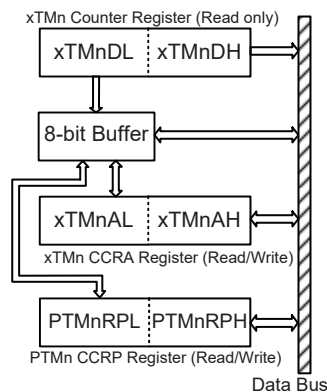 xTMn Counter Register (Read only)
xTMnDL xTMnDH
8-bit Buffer
xTMnAL xTMnAH
xTMn CCRA Register (Read/Write)
PTMnRPL PTMnRPH
PTMn CCRP Register (Read/Write)
Data Bus